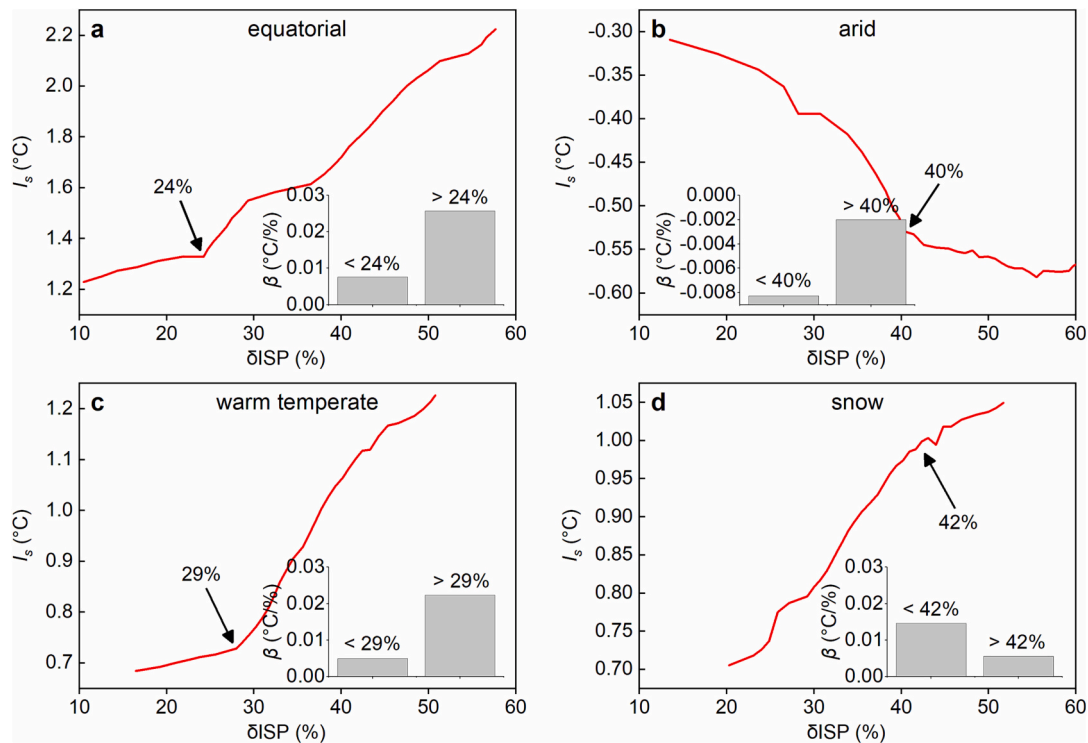 a equatorial
2.2
2.0
1.8
1.6
1.4
1.2
I_s (°C)
24%
0.03
0.02
0.01
0.00
β (°C/%)
< 24%
> 24%
10 20 30 40 50 60
δISP (%)
b arid
-0.30
-0.35
-0.40
-0.45
-0.50
-0.55
-0.60
I_s (°C)
40%
0.000
-0.002
-0.004
-0.006
-0.008
β (°C/%)
< 40%
> 40%
10 20 30 40 50 60
δISP (%)
c warm temperate
1.2
1.1
1.0
0.9
0.8
0.7
I_s (°C)
29%
0.03
0.02
0.01
0.00
β (°C/%)
< 29%
> 29%
10 20 30 40 50 60
δISP (%)
d snow
1.05
1.00
0.95
0.90
0.85
0.80
0.75
0.70
I_s (°C)
42%
0.03
0.02
0.01
0.00
β (°C/%)
< 42%
> 42%
10 20 30 40 50 60
δISP (%)